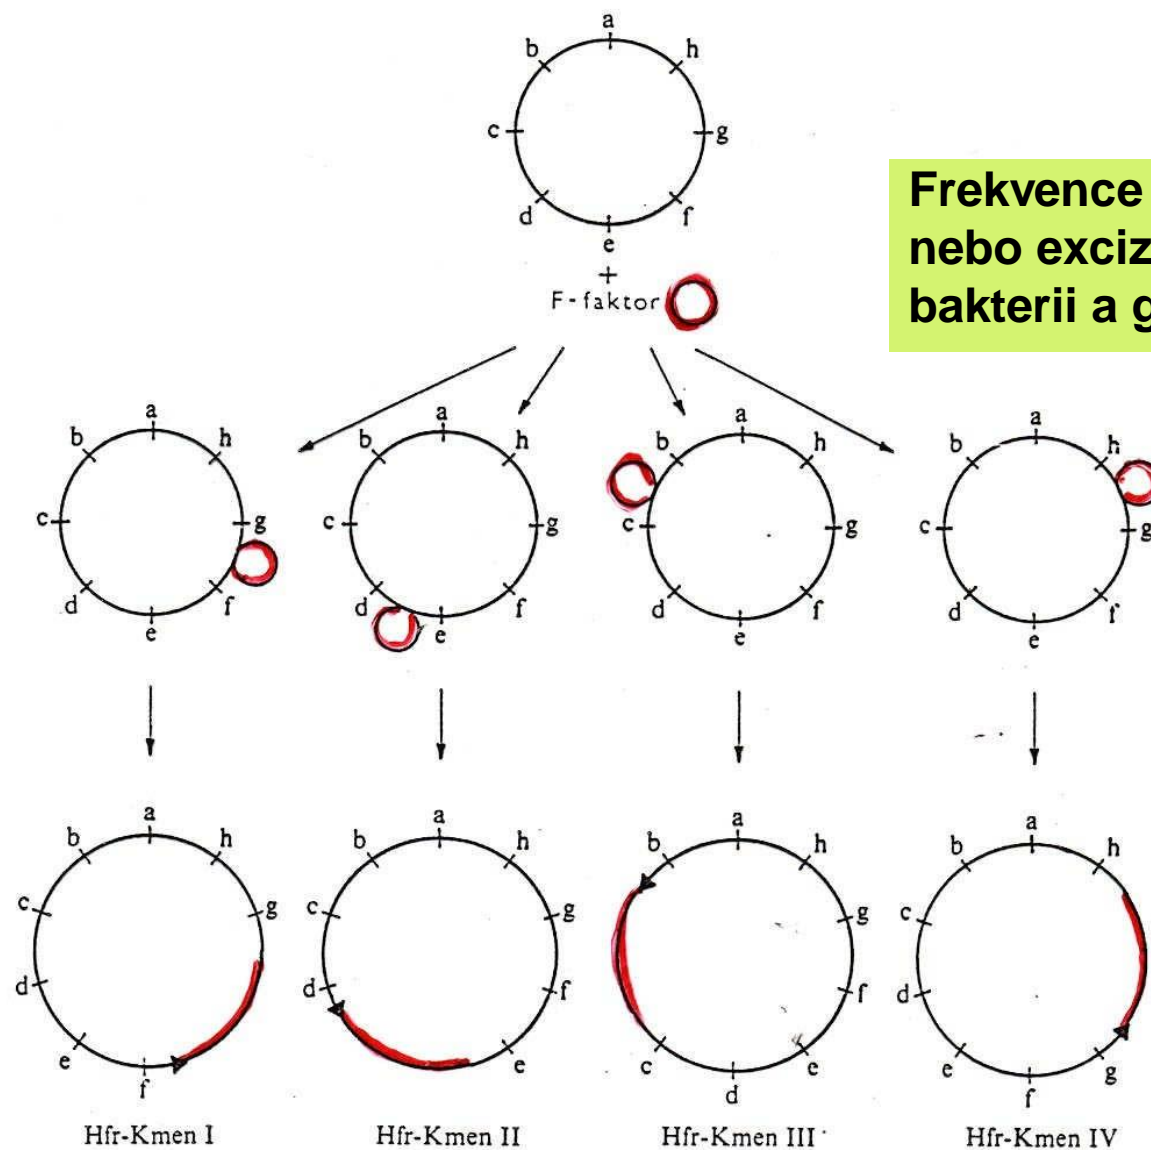 a
b h
c g
d f
e
+
F-faktor
Frekvence
nebo exciz
bakterii a g
a a a a
b h b h b h b h
c g c g c g c g
d f d f d f d f
e e e e
a a a a
b h b h b h b h
c g c g g c
d d f f d
e f e c e e g
d f
Hfr-Kmen I Hfr-Kmen II Hfr-Kmen III Hfr-Kmen IV